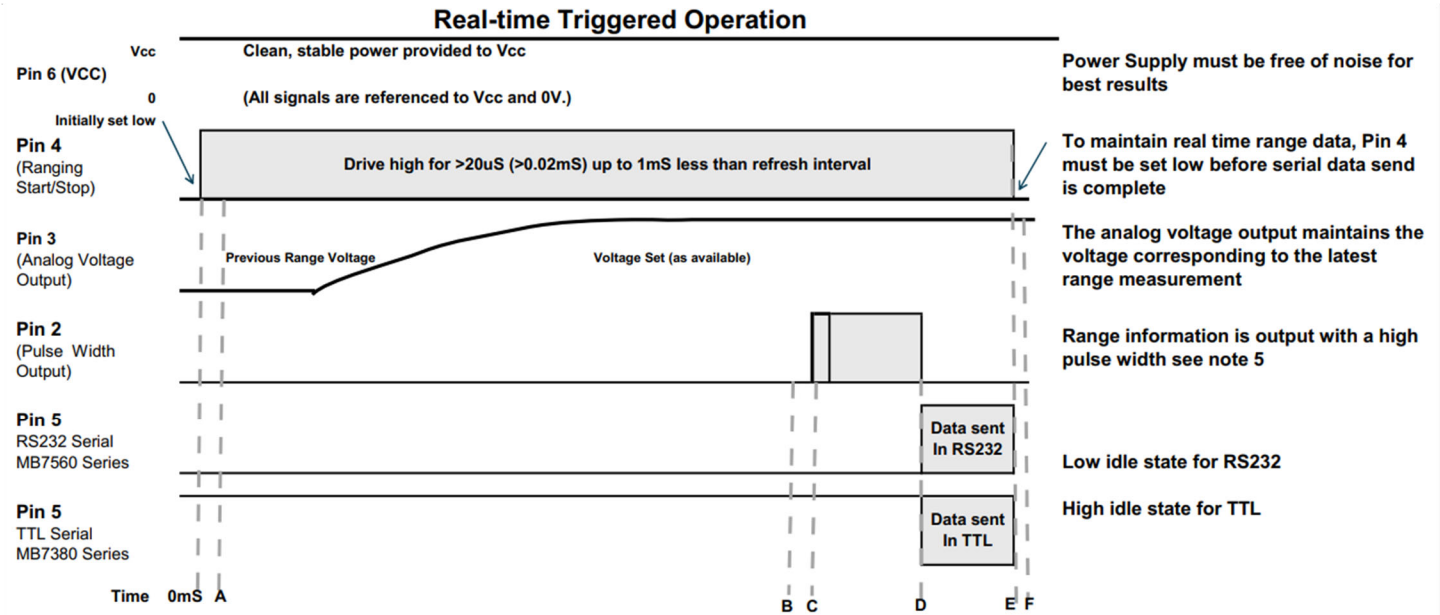 Real-time Triggered Operation
Vcc
Clean, stable power provided to Vcc
Pin 6 (VCC)
0
(All signals are referenced to Vcc and 0V.)
Power Supply must be free of noise for
best results
Initially set low
Pin 4
(Ranging
Start/Stop)
Drive high for >20uS (>0.02mS) up to 1mS less than refresh interval
To maintain real time range data, Pin 4
must be set low before serial data send
is complete
Pin 3
(Analog Voltage
Output)
Previous Range Voltage
Voltage Set (as available)
The analog voltage output maintains the
voltage corresponding to the latest
range measurement
Pin 2
(Pulse Width
Output)
Range information is output with a high
pulse width see note 5
Pin 5
RS232 Serial
MB7560 Series
Data sent
In RS232
Low idle state for RS232
Pin 5
TTL Serial
MB7380 Series
Data sent
In TTL
High idle state for TTL
Time 0mS A B C D E F